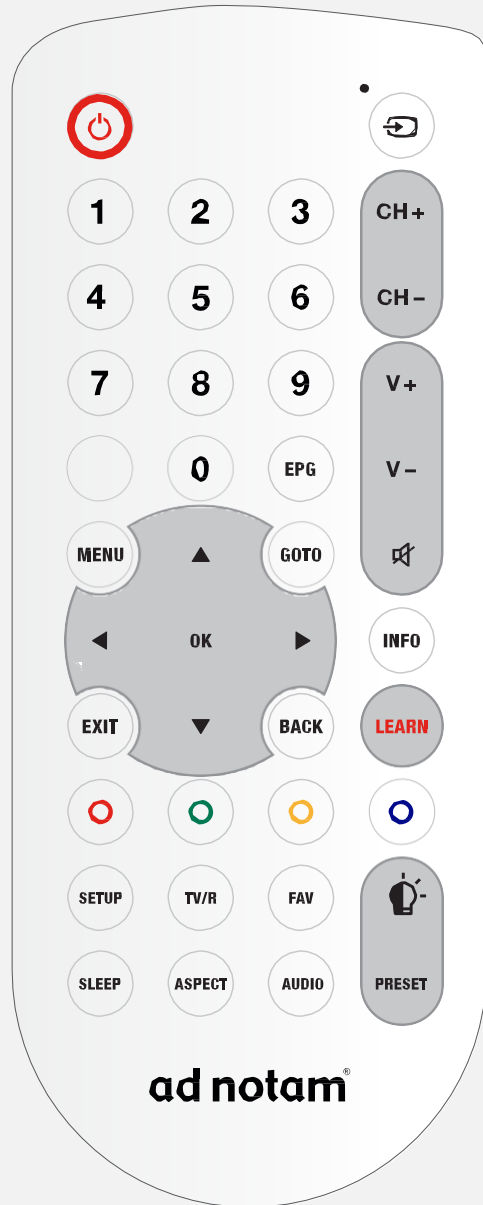 1 2 3 CH+
4 5 6 CH−
7 8 9 V+
0 EPG V−
MENU GOTO
OK INFO
EXIT BACK LEARN
SETUP TV/R FAV
SLEEP ASPECT AUDIO PRESET
ad notam®